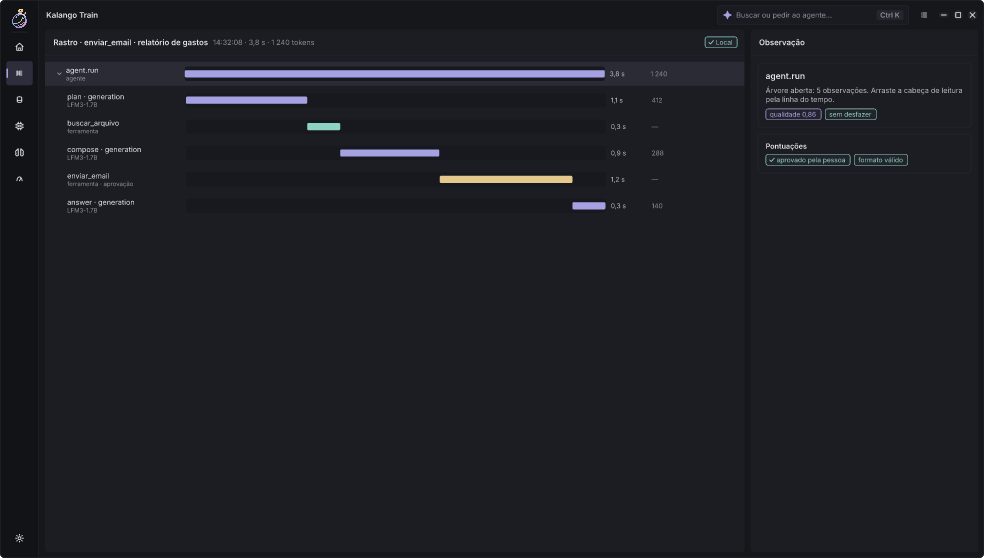 Kalango Train
Buscar ou pedir ao agente...
Ctrl K
Rastro · enviar_email · relatório de gastos 14:32:08 · 3,8 s · 1 240 tokens
Local
Observação
agent.run
agente
3,8 s
1 240
plan · generation
LFM3-1.7B
1,1 s
412
buscar_arquivo
ferramenta
0,3 s
—
compose · generation
LFM3-1.7B
0,9 s
288
enviar_email
ferramenta · aprovação
1,2 s
—
answer · generation
LFM3-1.7B
0,3 s
140
agent.run
Árvore aberta: 5 observações. Arraste a cabeça de leitura
pela linha do tempo.
qualidade 0,86
sem desfazer
Pontuações
aprovado pela pessoa
formato válido